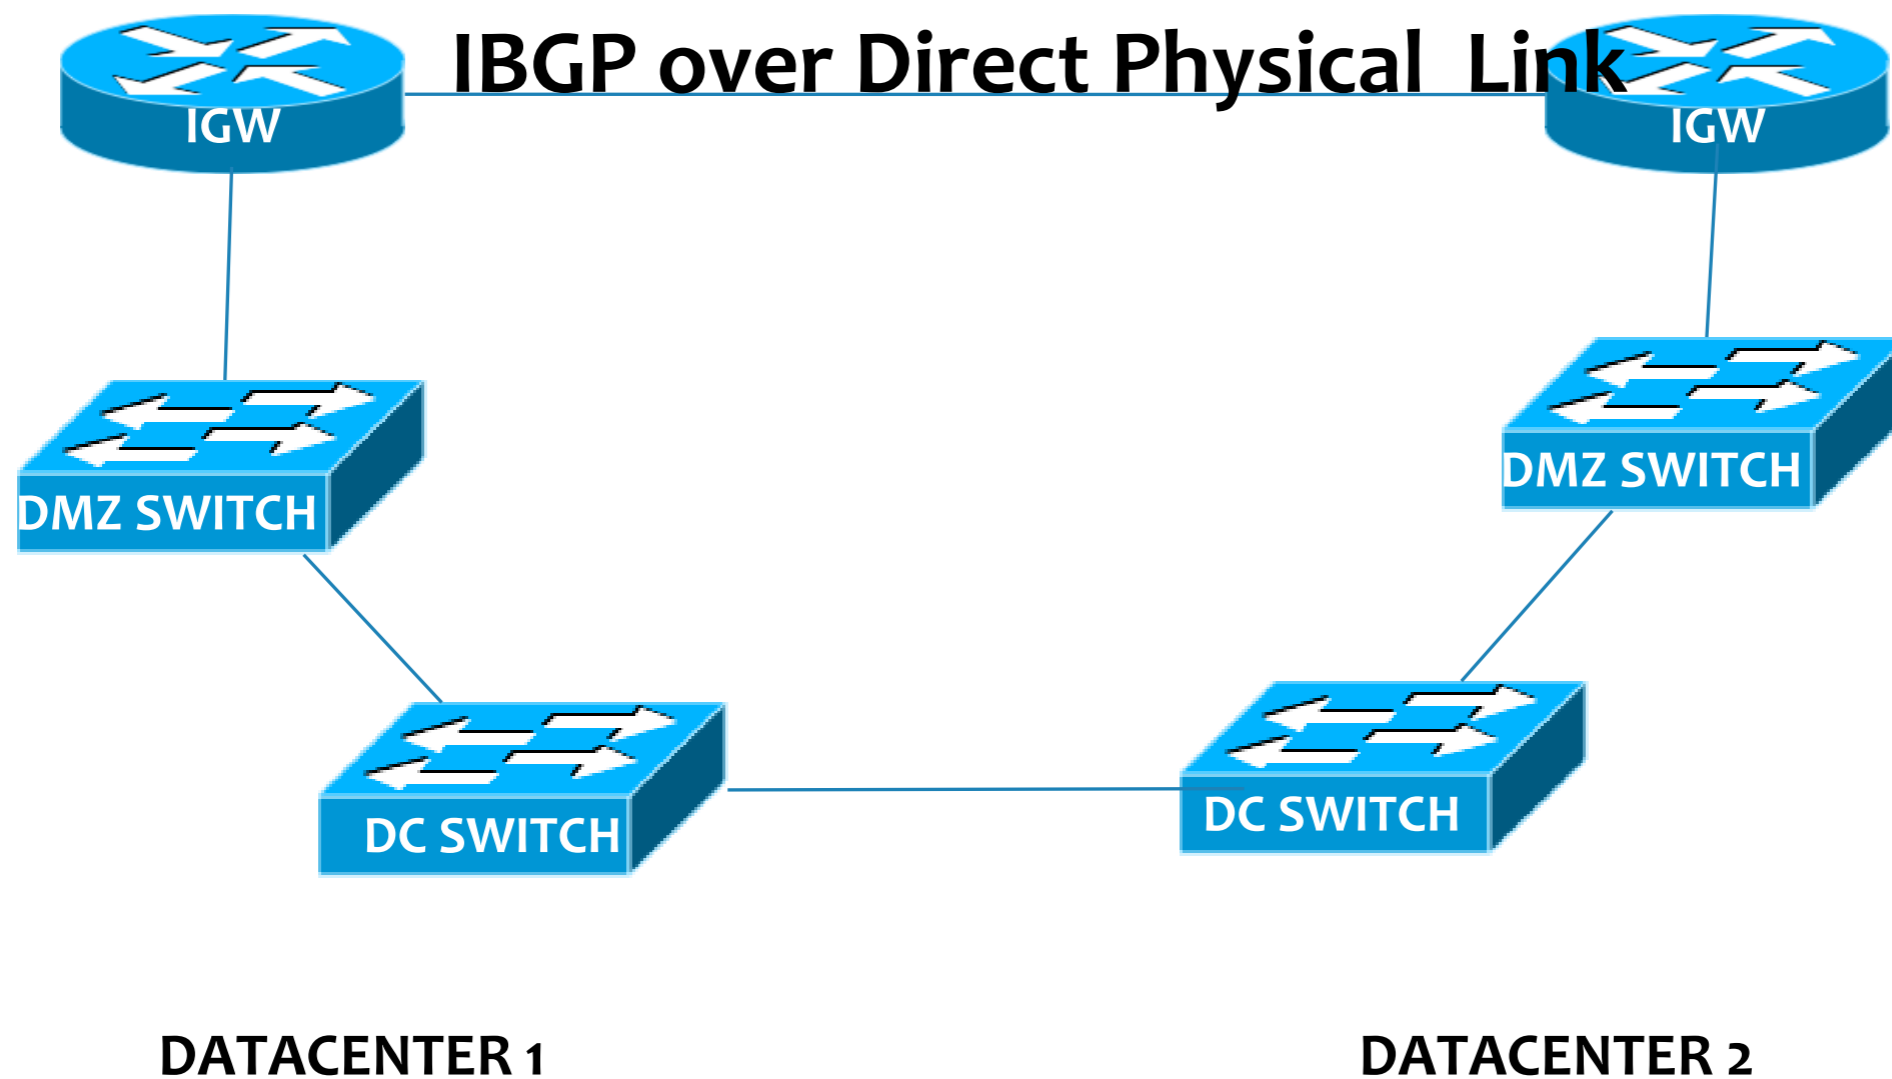 IBGP over Direct Physical Link
IGW
IGW
DMZ SWITCH
DMZ SWITCH
DC SWITCH
DC SWITCH
DATACENTER 1
DATACENTER 2